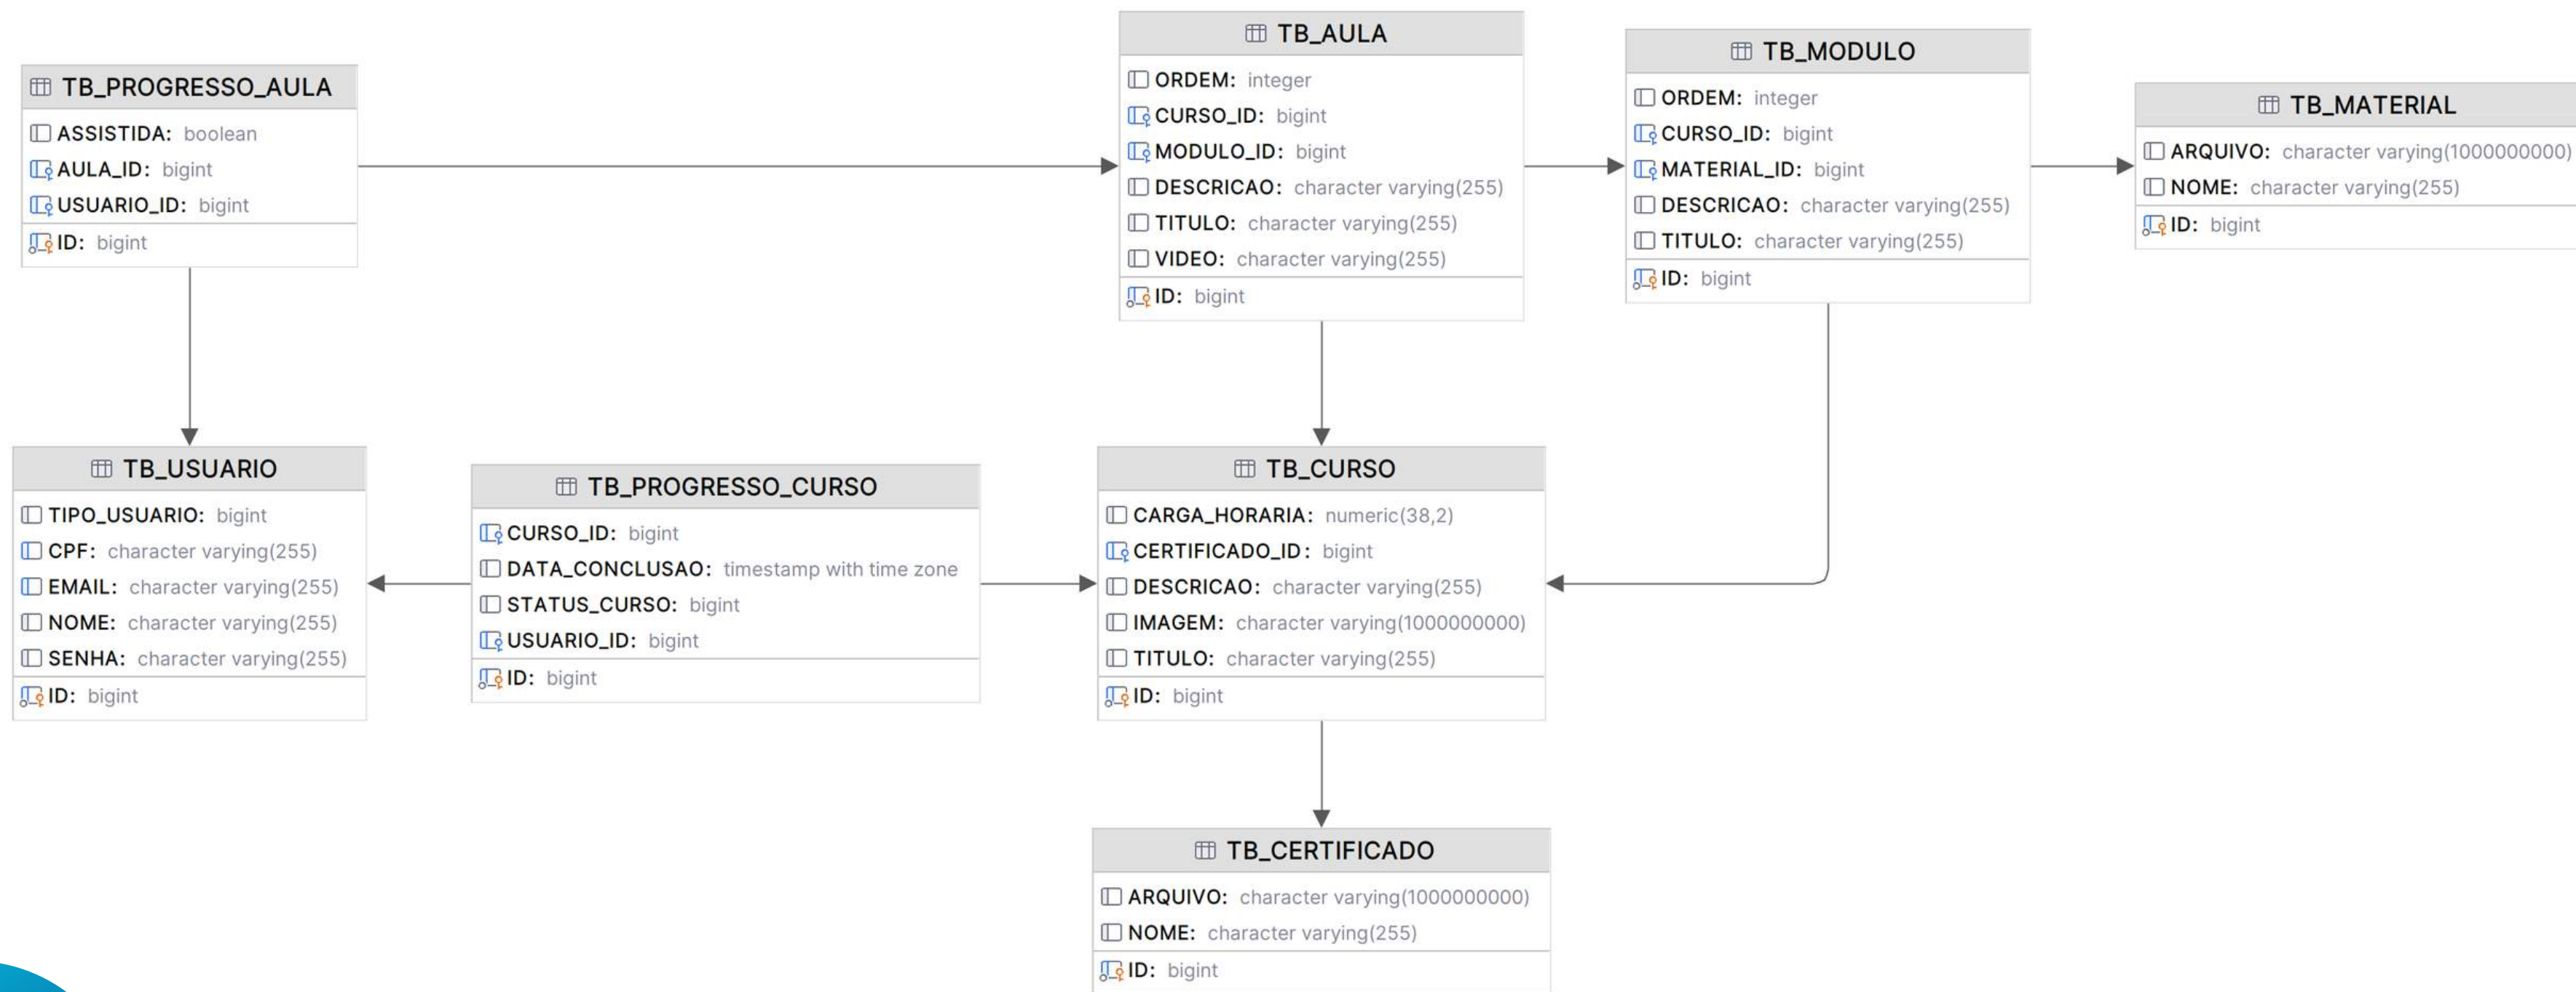 TB_PROGRESSO_AULA
ASSISTIDA: boolean
AULA_ID: bigint
USUARIO_ID: bigint
ID: bigint
TB_AULA
ORDEM: integer
CURSO_ID: bigint
MODULO_ID: bigint
DESCRICAO: character varying(255)
TITULO: character varying(255)
VIDEO: character varying(255)
ID: bigint
TB_MODULO
ORDEM: integer
CURSO_ID: bigint
MATERIAL_ID: bigint
DESCRICAO: character varying(255)
TITULO: character varying(255)
ID: bigint
TB_MATERIAL
ARQUIVO: character varying(1000000000)
NOME: character varying(255)
ID: bigint
TB_USUARIO
TIPO_USUARIO: bigint
CPF: character varying(255)
EMAIL: character varying(255)
NOME: character varying(255)
SENHA: character varying(255)
ID: bigint
TB_PROGRESSO_CURSO
CURSO_ID: bigint
DATA_CONCLUSAO: timestamp with time zone
STATUS_CURSO: bigint
USUARIO_ID: bigint
ID: bigint
TB_CURSO
CARGA_HORARIA: numeric(38,2)
CERTIFICADO_ID: bigint
DESCRICAO: character varying(255)
IMAGEM: character varying(1000000000)
TITULO: character varying(255)
ID: bigint
TB_CERTIFICADO
ARQUIVO: character varying(1000000000)
NOME: character varying(255)
ID: bigint